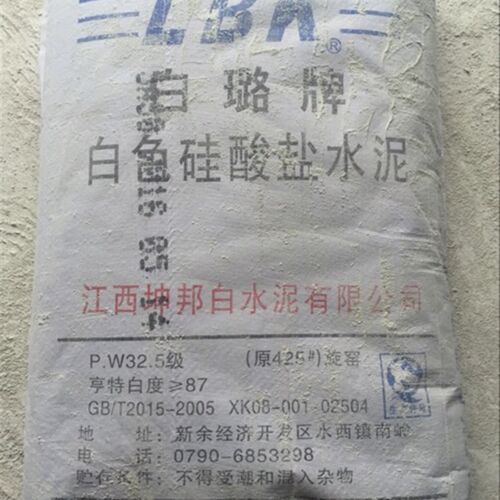 LBK®
白璐牌
白色硅酸盐水泥
江西坤邦白水泥有限公司
P.W32.5级 (原425#)旋窑
亨特白度≥87
GB/T2015-2005 XK08-001-02504
地 址: 新余经济开发区水西镇南岭
电 话: 0790-6853298
贮存条件: 不得受潮和混入杂物